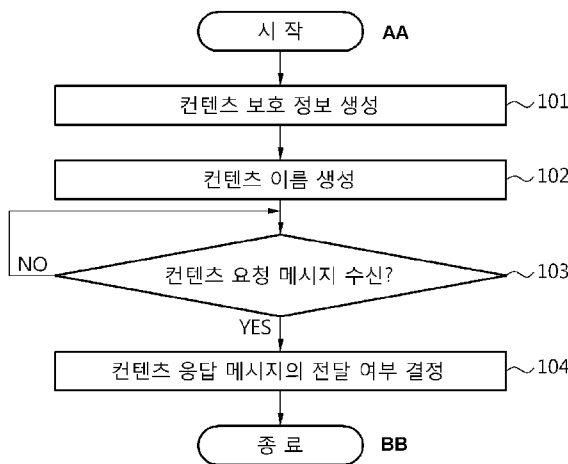 시 작 AA
컨텐츠 보호 정보 생성 101
컨텐츠 이름 생성 102
NO 컨텐츠 요청 메시지 수신? 103
YES
컨텐츠 응답 메시지의 전달 여부 결정 104
종 료 BB